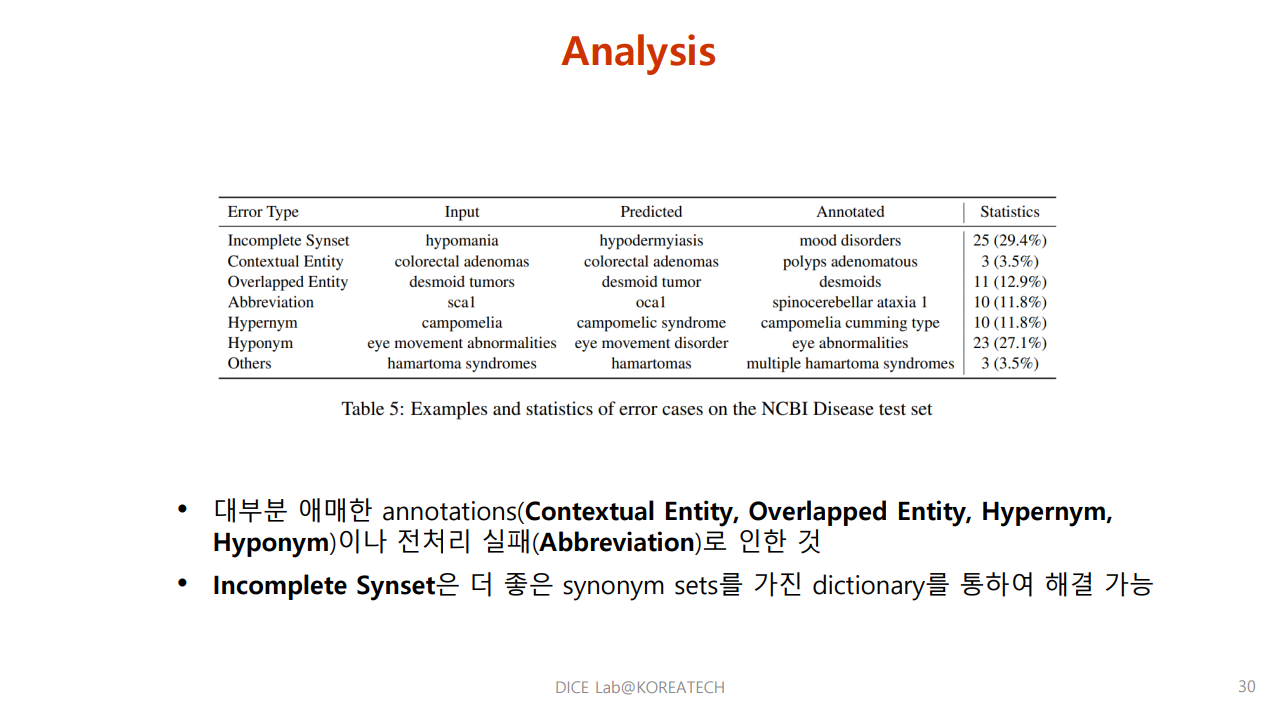 Analysis
Error Type Input Predicted Annotated Statistics
Incomplete Synset hypomania hypodermyiasis mood disorders 25 (29.4%)
Contextual Entity colorectal adenomas colorectal adenomas polyps adenomatous 3 (3.5%)
Overlapped Entity desmoid tumors desmoid tumor desmoids 11 (12.9%)
Abbreviation sca1 oca1 spinocerebellar ataxia 1 10 (11.8%)
Hypernym campomelia campomelic syndrome campomelia cumming type 10 (11.8%)
Hyponym eye movement abnormalities eye movement disorder eye abnormalities 23 (27.1%)
Others hamartoma syndromes hamartomas multiple hamartoma syndromes 3 (3.5%)
Table 5: Examples and statistics of error cases on the NCBI Disease test set
• 대부분 애매한 annotations(Contextual Entity, Overlapped Entity, Hypernym,
Hyponym)이나 전처리 실패(Abbreviation)로 인한 것
• Incomplete Synset은 더 좋은 synonym sets를 가진 dictionary를 통하여 해결 가능
DICE Lab@KOREATECH
30